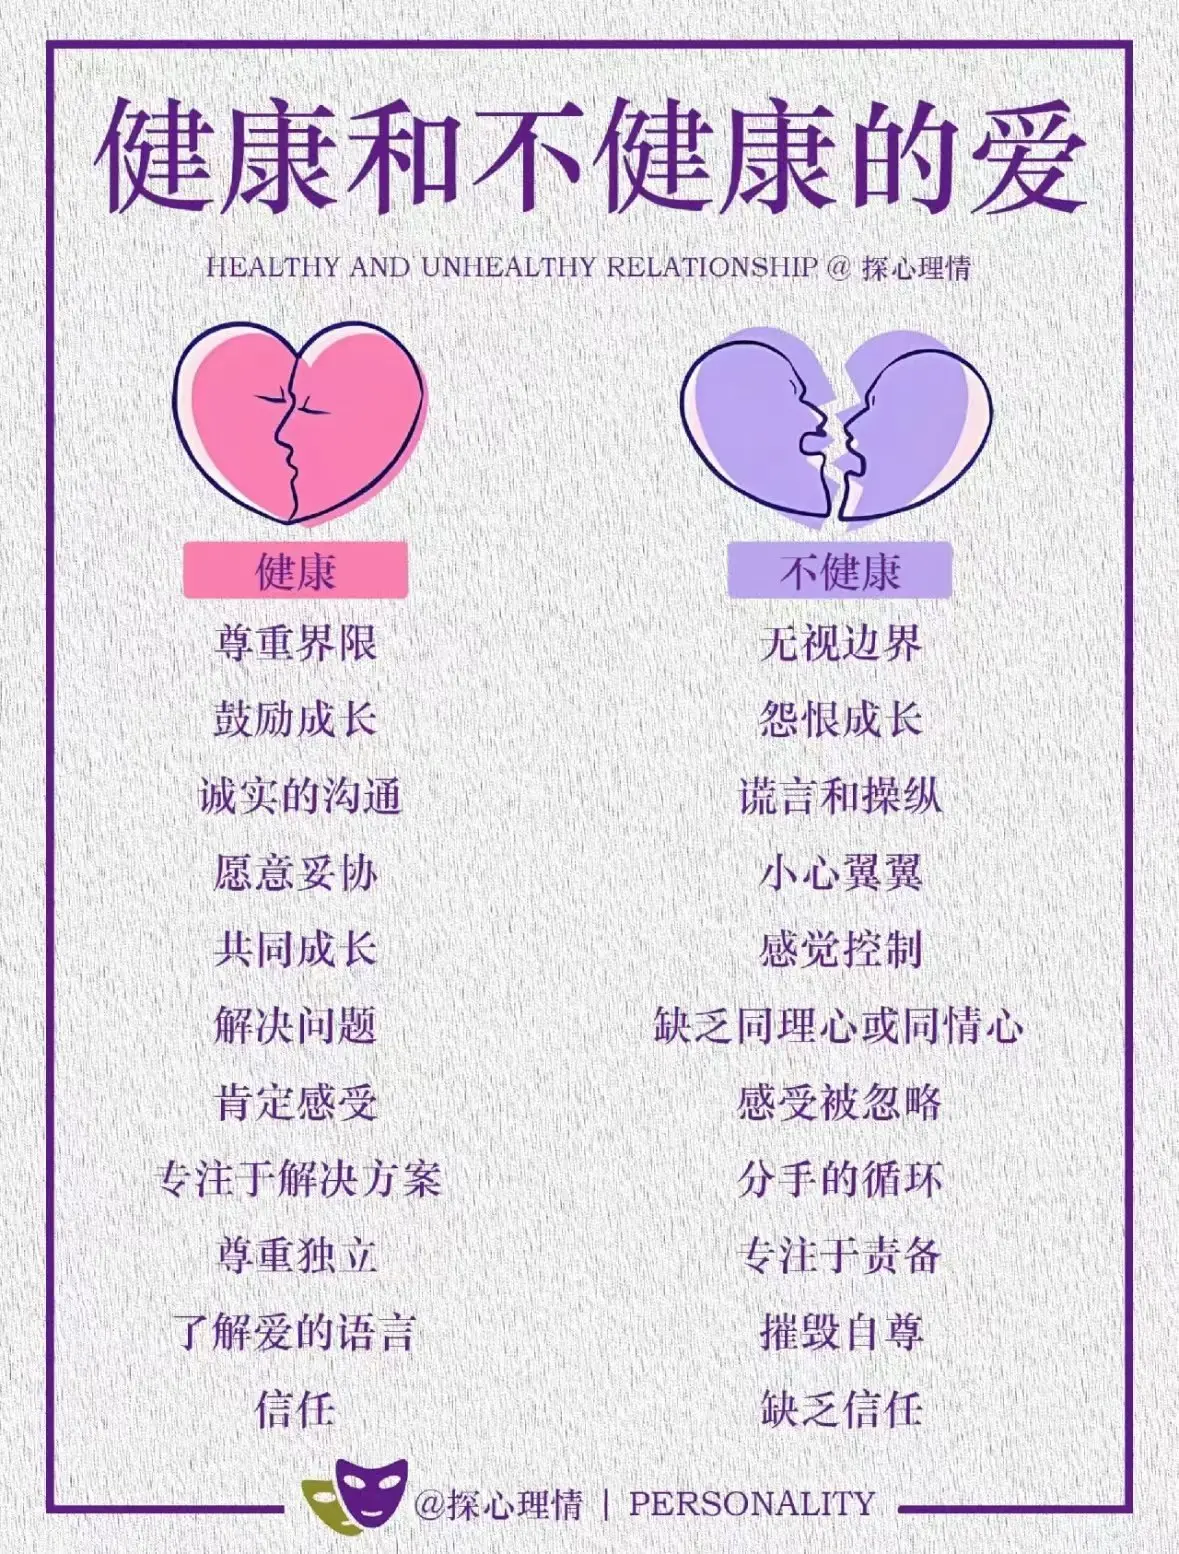 健康和不健康的爱
HEALTHY AND UNHEALTHY RELATIONSHIP @ 探心理情
健康
尊重界限
鼓励成长
诚实的沟通
愿意妥协
共同成长
解决问题
肯定感受
专注于解决方案
尊重独立
了解爱的语言
信任
不健康
无视边界
怨恨成长
谎言和操纵
小心翼翼
感觉控制
缺乏同理心或同情心
感受被忽略
分手的循环
专注于责备
摧毁自尊
缺乏信任
@探心理情 | PERSONALITY